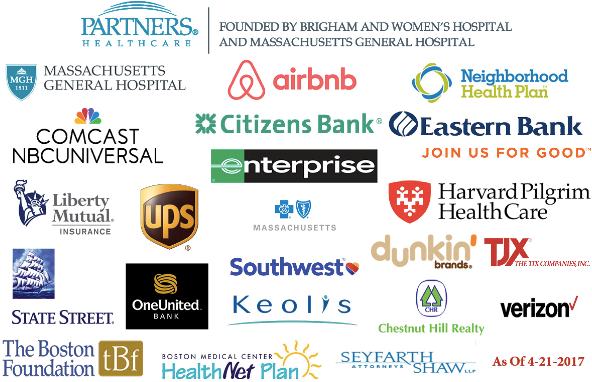 PARTNERS®
HEALTHCARE
FOUNDED BY BRIGHAM AND WOMEN'S HOSPITAL
AND MASSACHUSETTS GENERAL HOSPITAL
MGH
1811
MASSACHUSETTS
GENERAL HOSPITAL
airbnb
Neighborhood
Health Plan
COMCAST
NBCUNIVERSAL
Citizens Bank®
Eastern Bank
JOIN US FOR GOOD™
enterprise
Liberty
Mutual®
INSURANCE
ups
®
MASSACHUSETTS
Harvard Pilgrim
HealthCare
dunkin'
brands®
TJX
THE TJX COMPANIES, INC.
STATE STREET®
OneUnited®
BANK
Southwest®
Keolis
CHR
Chestnut Hill Realty
verizon✓
The Boston
Foundation
tBf
BOSTON MEDICAL CENTER
HealthNet Plan
SEYFARTH
ATTORNEYS
SHAW LLP
As Of 4-21-2017